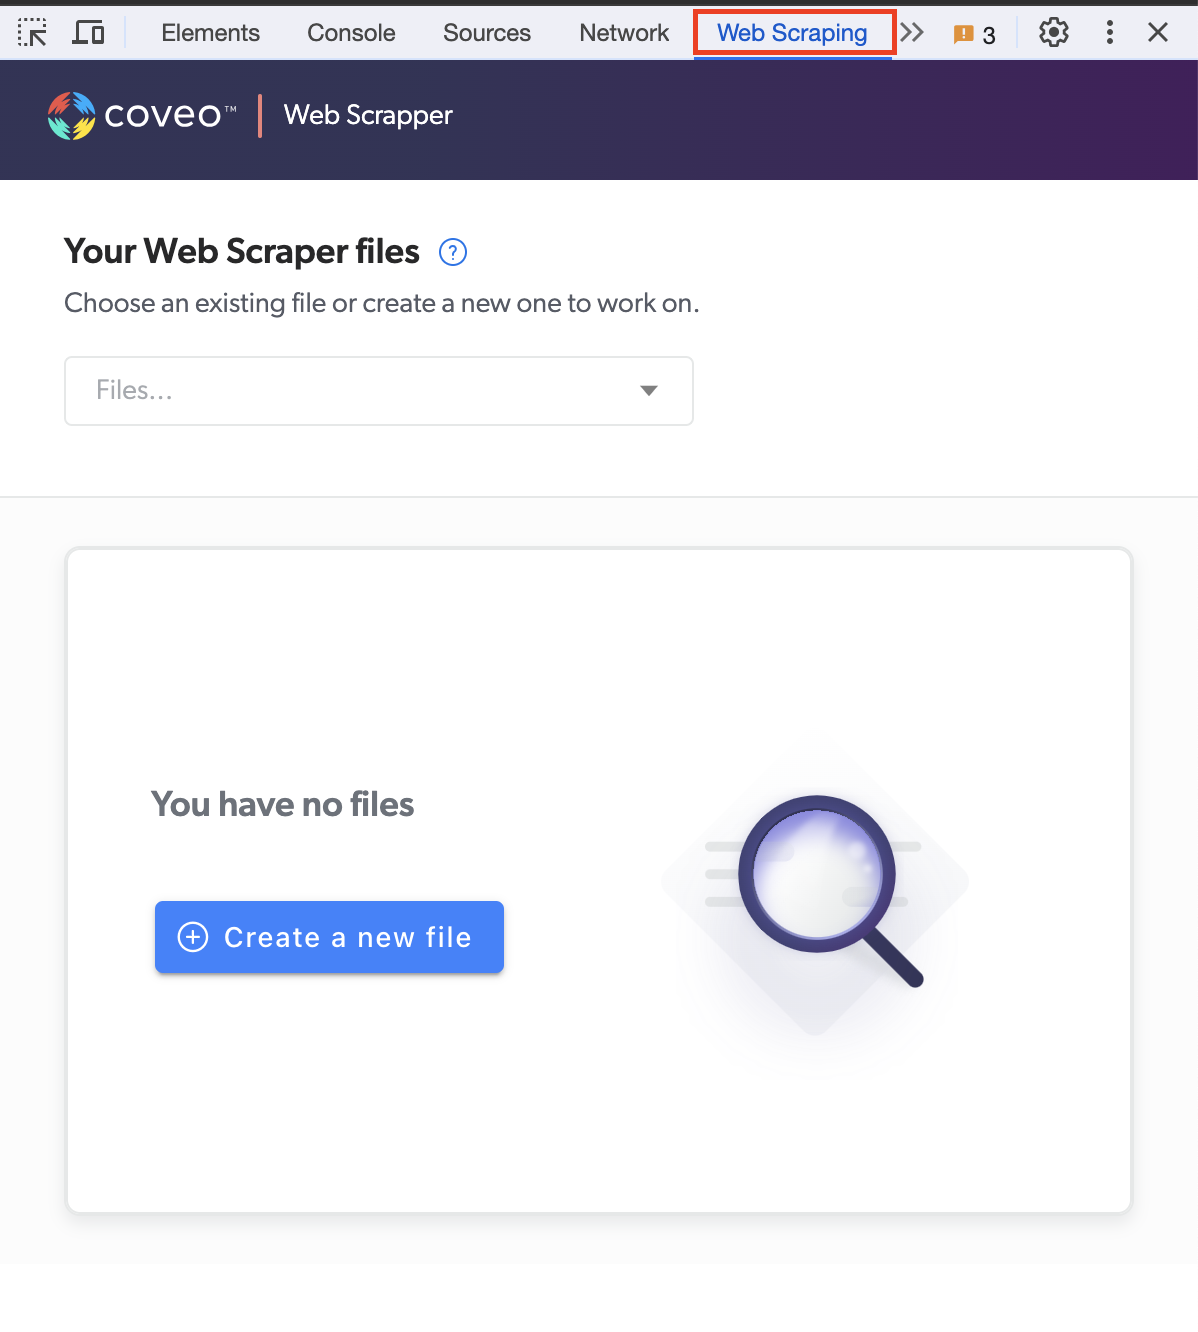 Elements Console Sources Network Web Scraping 3
coveo™ Web Scrapper
Your Web Scraper files ?
Choose an existing file or create a new one to work on.
Files...
You have no files
Create a new file